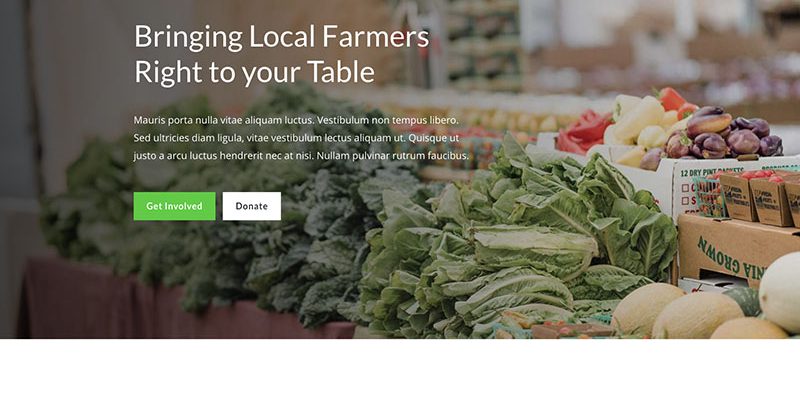 Bringing Local Farmers
Right to your Table
Mauris porta nulla vitae aliquam luctus. Vestibulum non tempus libero.
Sed ultricies diam ligula, vitae vestibulum lectus aliquam ut. Quisque ut
justo a arcu luctus hendrerit nec at nisi. Nullam pulvinar rutrum faucibus.
Get Involved
Donate
12 DRY PINT BASKETS
GROWN